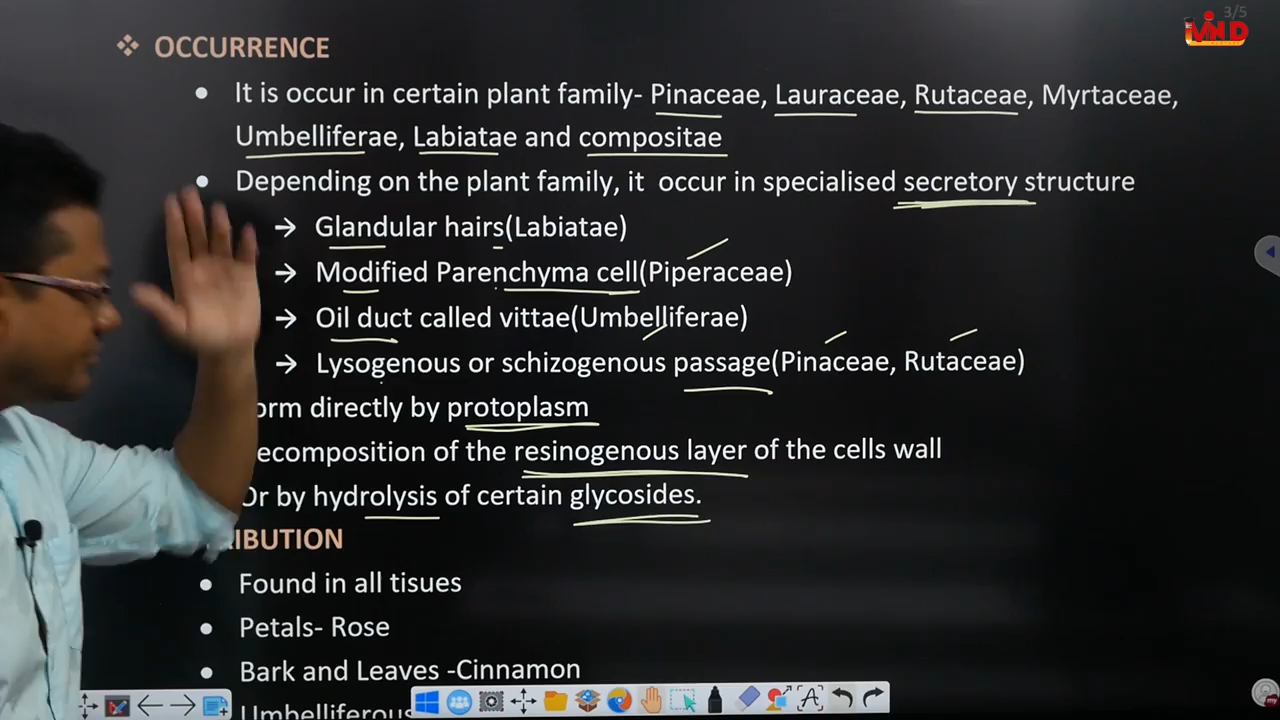 3/5
MIND
❖ OCCURRENCE
• It is occur in certain plant family- Pinaceae, Lauraceae, Rutaceae, Myrtaceae,
Umbelliferae, Labiatae and compositae
• Depending on the plant family, it occur in specialised secretory structure
→ Glandular hairs(Labiatae)
→ Modified Parenchyma cell(Piperaceae)
→ Oil duct called vittae(Umbelliferae)
→ Lysogenous or schizogenous passage(Pinaceae, Rutaceae)
orm directly by protoplasm
ecomposition of the resinogenous layer of the cells wall
Or by hydrolysis of certain glycosides.
RIBUTION
• Found in all tisues
• Petals- Rose
• Bark and Leaves -Cinnamon
Umbelliferous